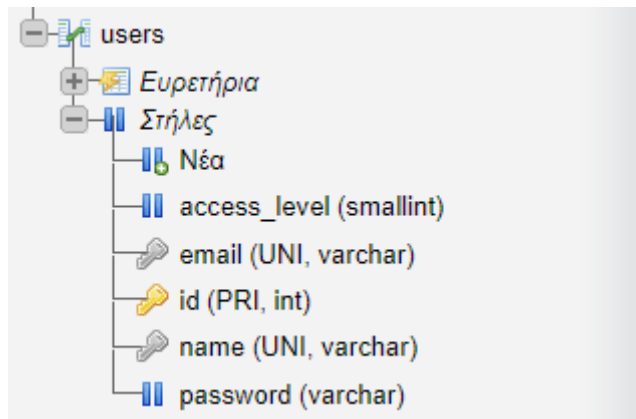 users
Ευρετήρια
Στήλες
Νέα
access_level (smallint)
email (UNI, varchar)
id (PRI, int)
name (UNI, varchar)
password (varchar)